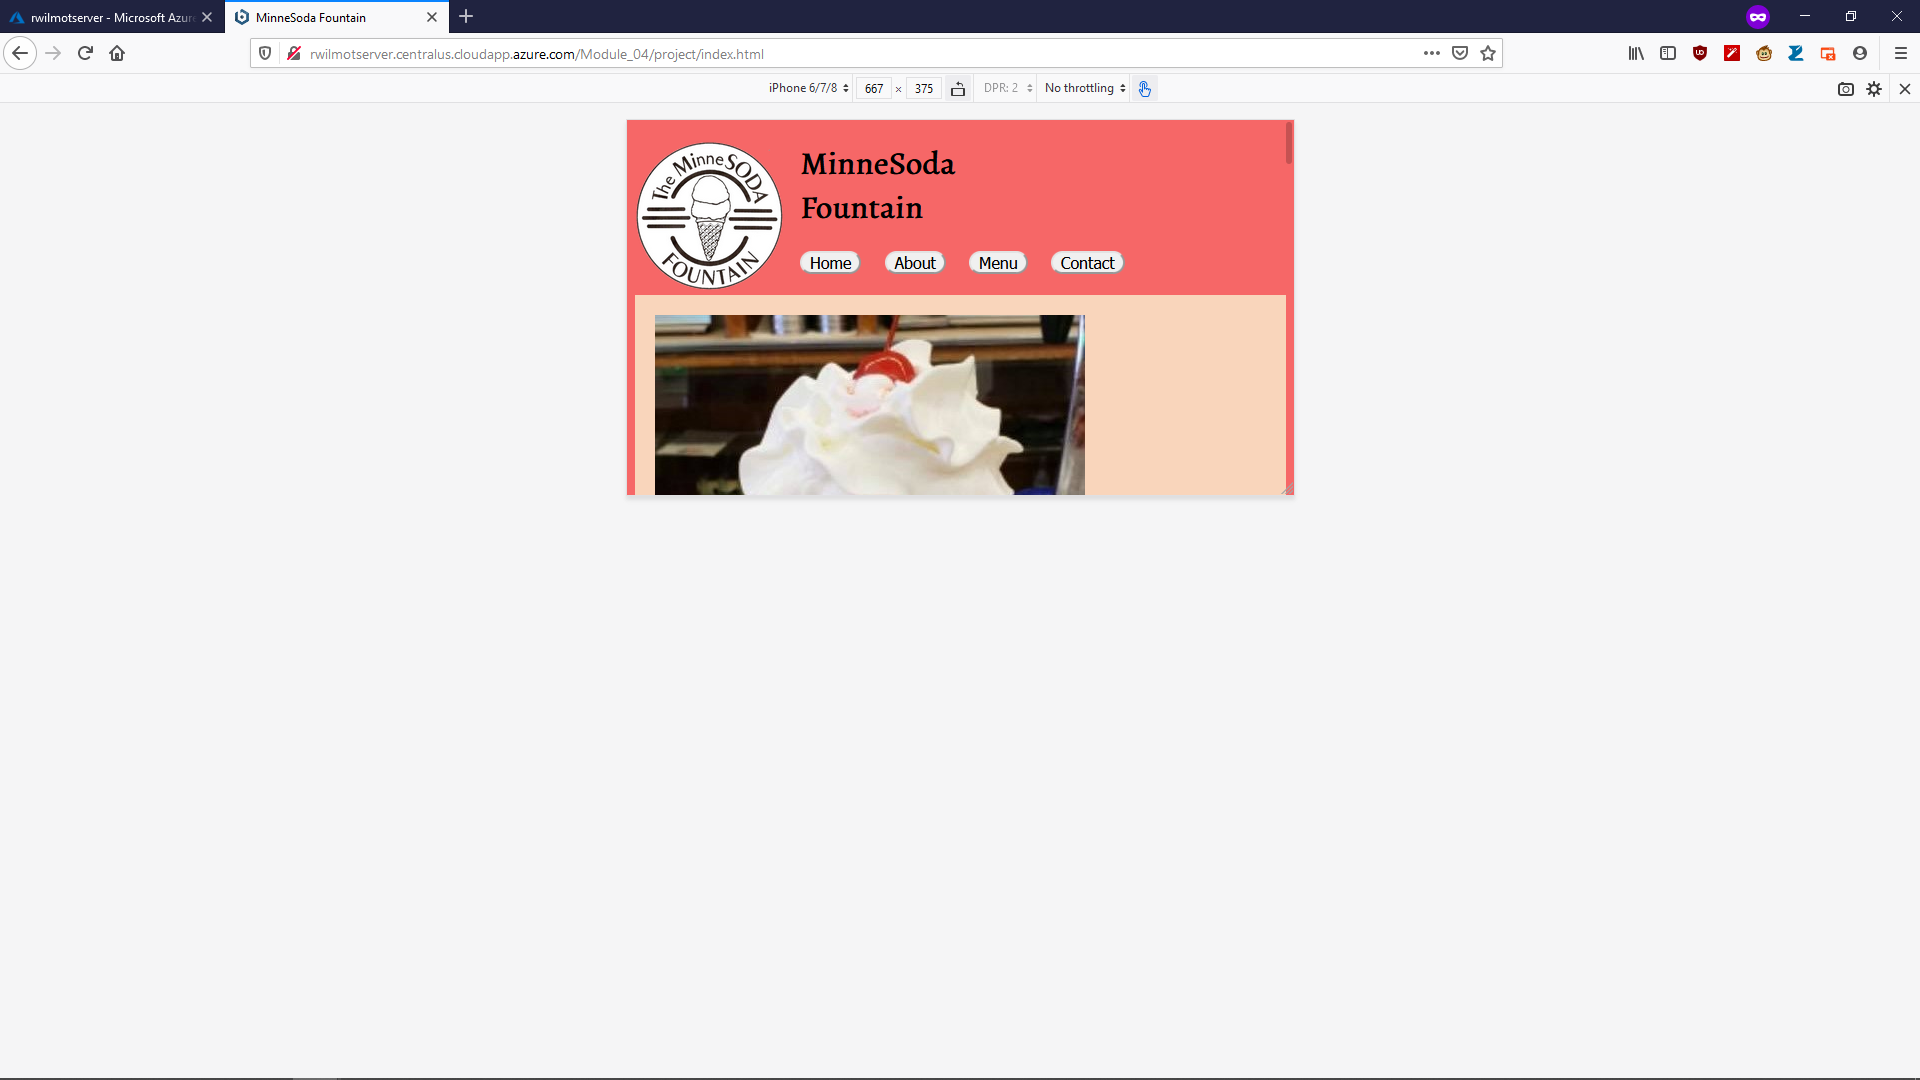 rwilmotserver - Microsoft Azur
MinneSoda Fountain
rwilmotserver.centralus.cloudapp.azure.com/Module_04/project/index.html
iPhone 6/7/8
667 × 375
DPR: 2
No throttling
The MinneSODA
FOUNTAIN
MinneSoda
Fountain
Home
About
Menu
Contact